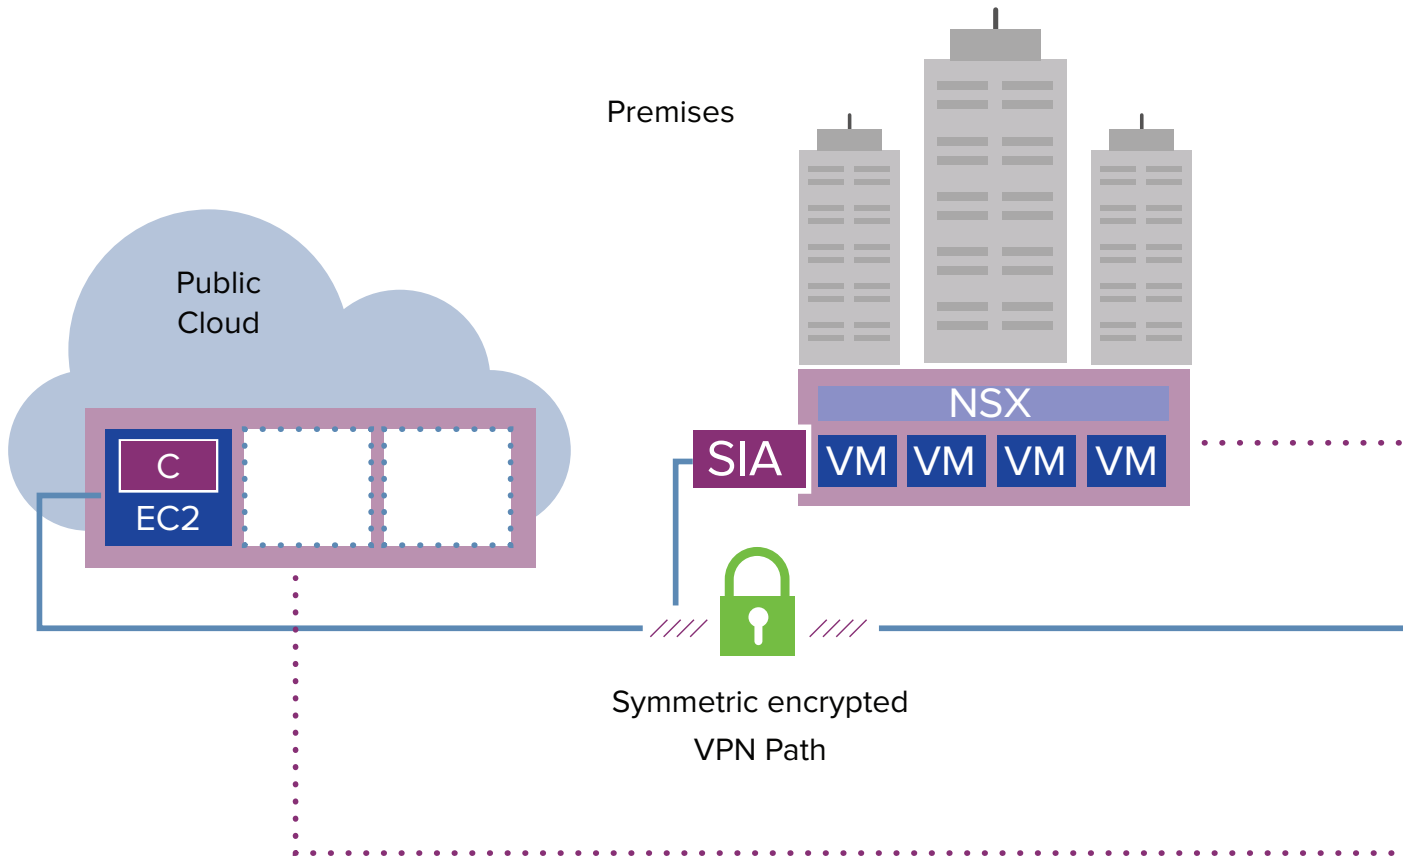 Premises
Public
Cloud
NSX
SIA
VM VM VM VM
C
EC2
Symmetric encrypted
VPN Path